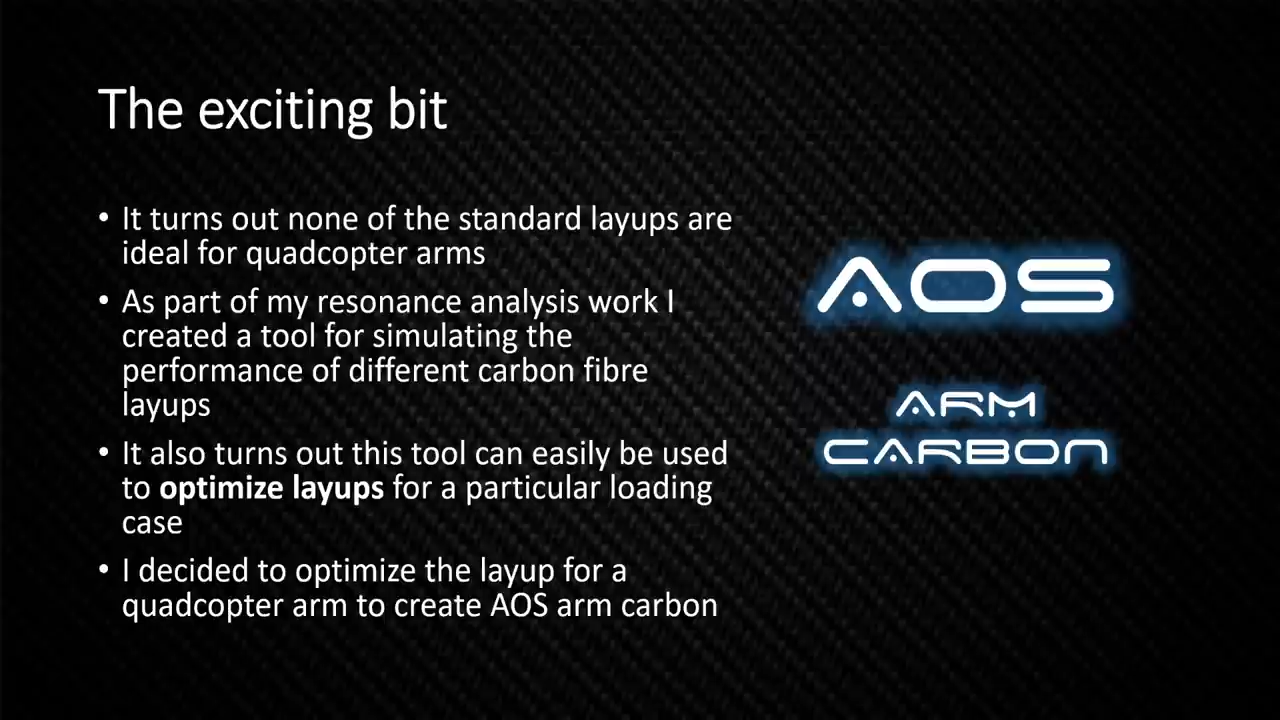 The exciting bit
• It turns out none of the standard layups are
ideal for quadcopter arms
• As part of my resonance analysis work I
created a tool for simulating the
performance of different carbon fibre
layups
• It also turns out this tool can easily be used
to optimize layups for a particular loading
case
• I decided to optimize the layup for a
quadcopter arm to create AOS arm carbon
AOS
ARM
CARBON